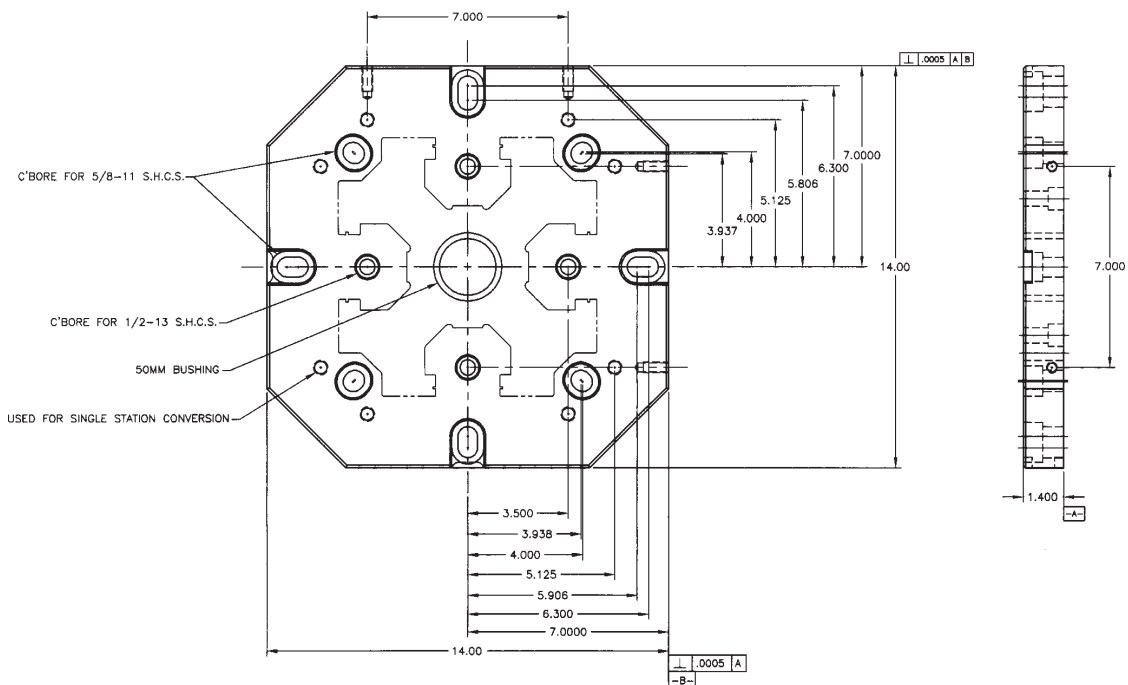 7.000
⊥ .0005 A B
7.0000
6.300
5.806
5.125
4.000
3.937
14.00
C'BORE FOR 5/8-11 S.H.C.S.
C'BORE FOR 1/2-13 S.H.C.S.
50MM BUSHING
USED FOR SINGLE STATION CONVERSION
7.000
1.400
-A-
3.500
3.938
4.000
5.125
5.906
6.300
7.0000
14.00
⊥ .0005 A
-B-